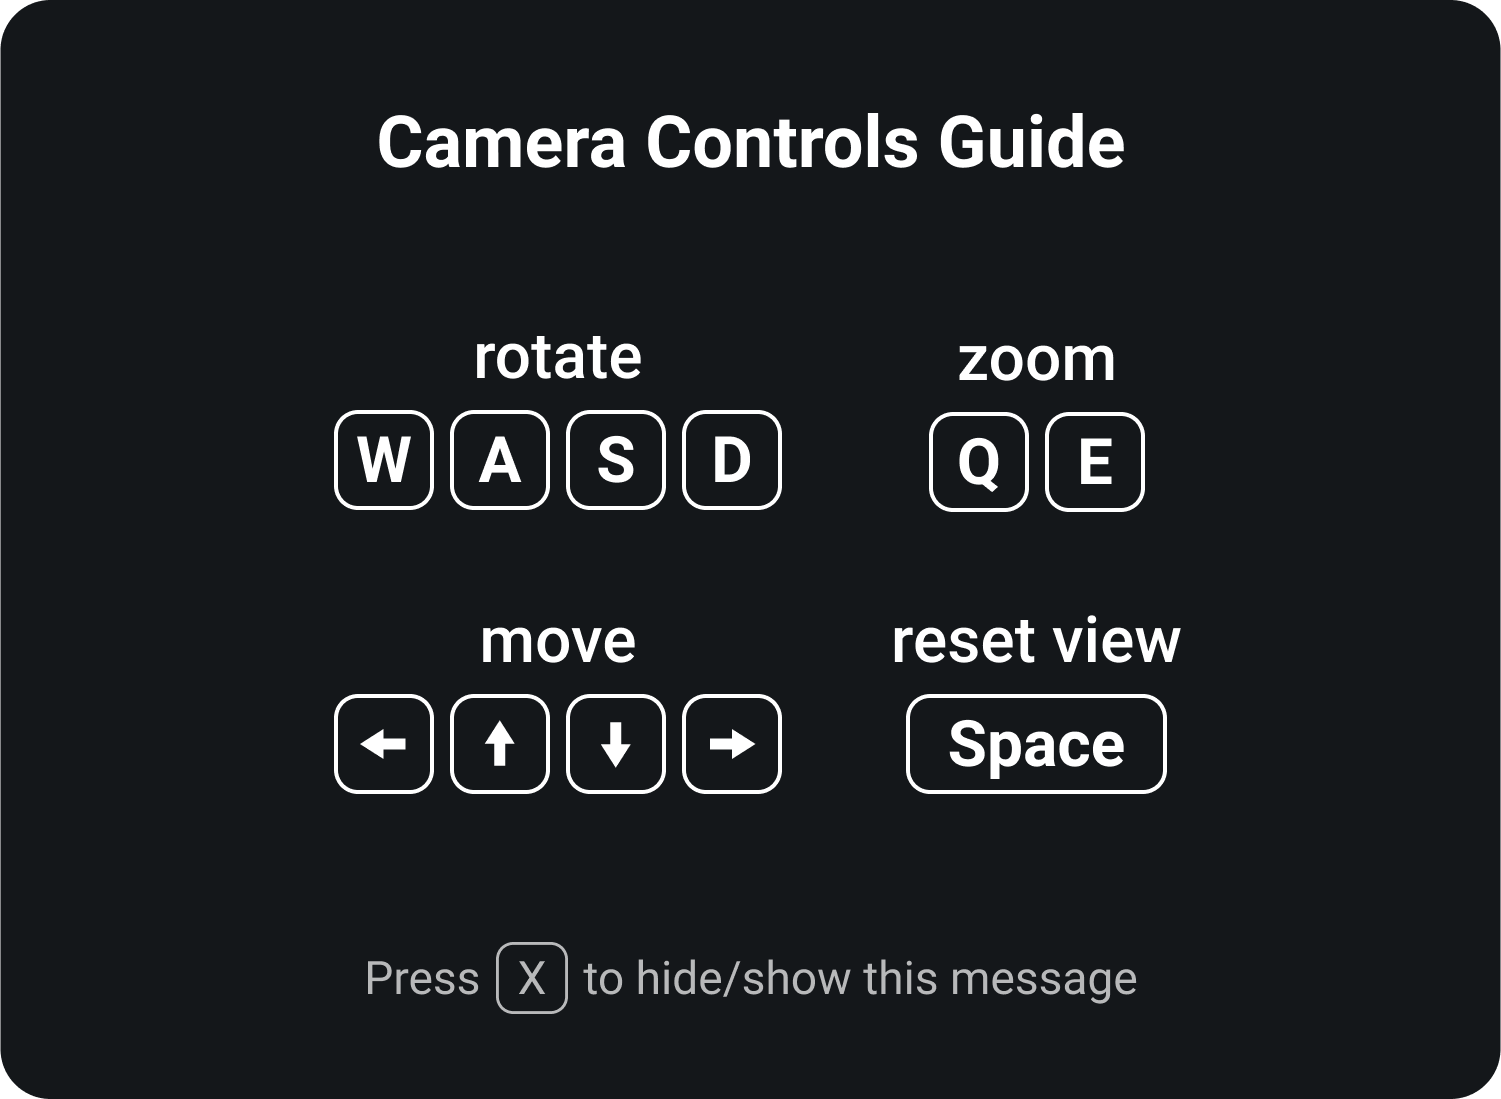 Camera Controls Guide
rotate
W A S D
zoom
Q E
move
← ↑ ↓ →
reset view
Space
Press X to hide/show this message